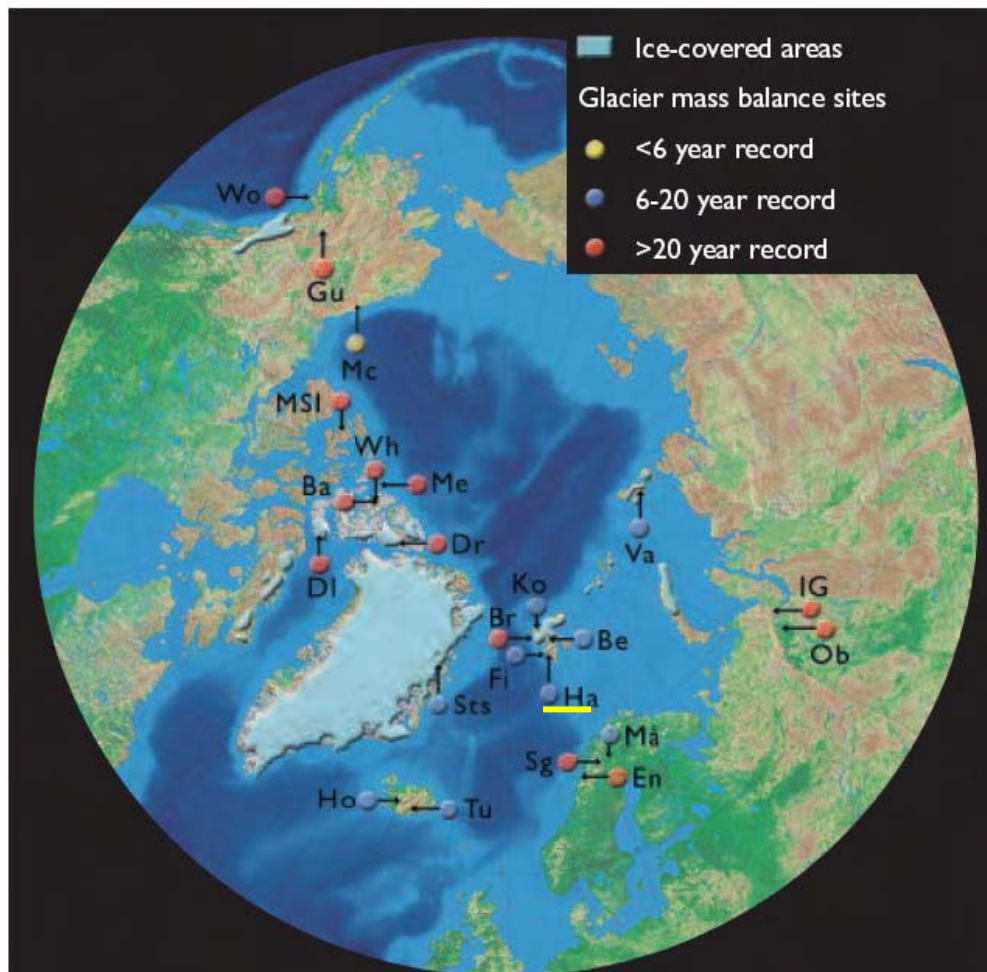 Ice-covered areas
Glacier mass balance sites
<6 year record
6-20 year record
>20 year record
Wo
Gu
Mc
MSI
Wh
Me
Ba
Dr
DI
Va
Ko
Br
Be
IG
Ob
Fi
Ha
Sts
Må
Sg
En
Ho
Tu